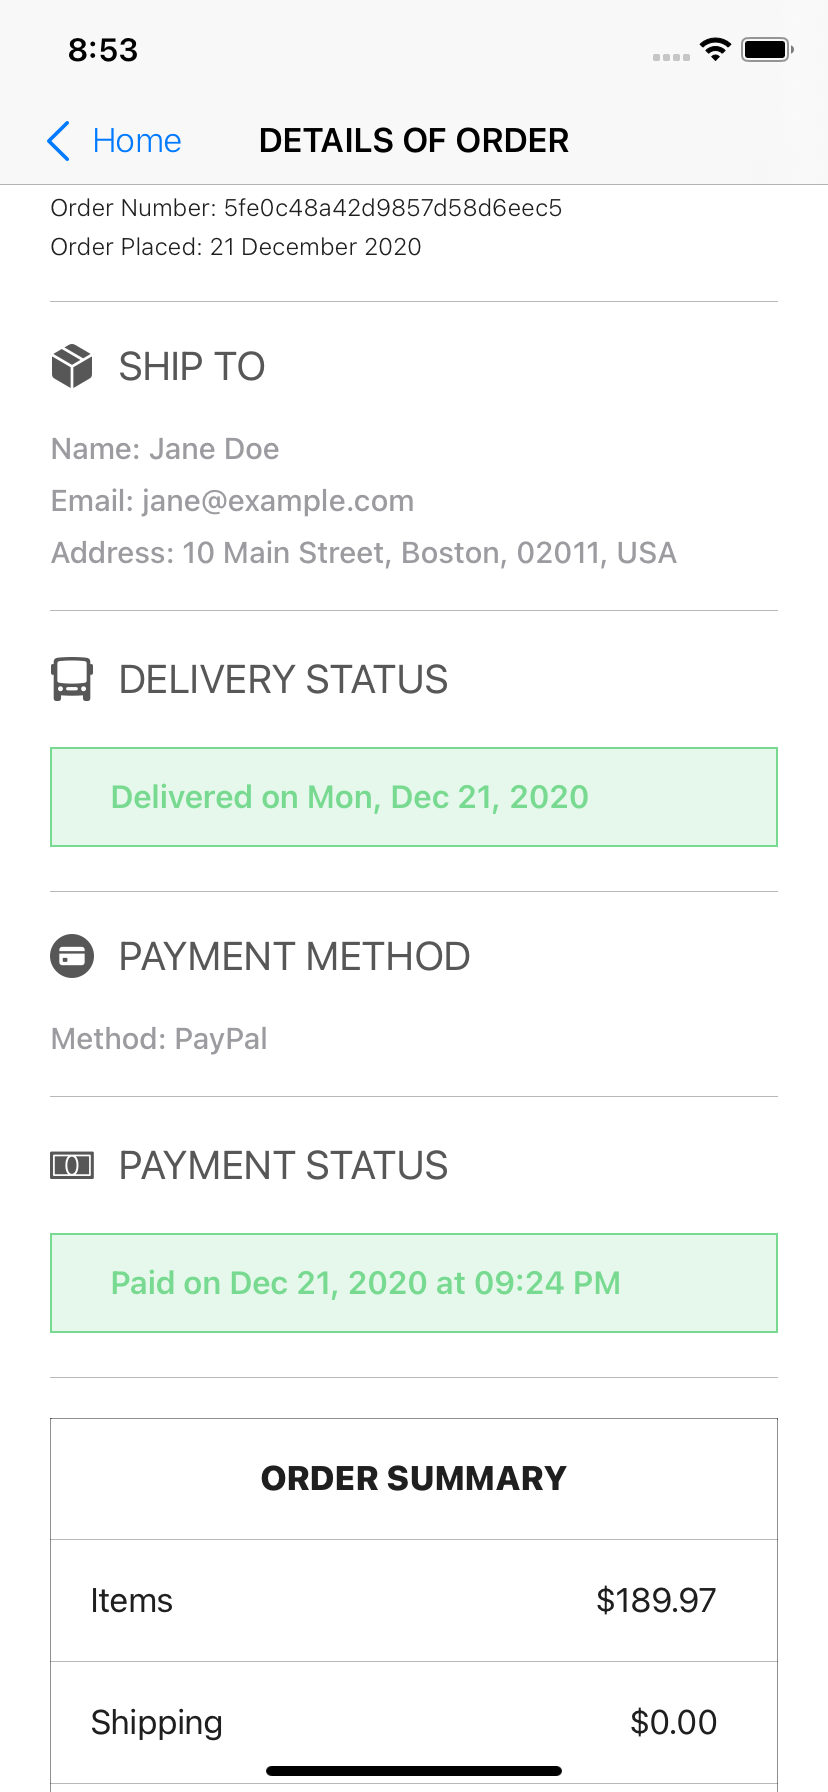 8:53
Home
DETAILS OF ORDER
Order Number: 5fe0c48a42d9857d58d6eec5
Order Placed: 21 December 2020
SHIP TO
Name: Jane Doe
Email: jane@example.com
Address: 10 Main Street, Boston, 02011, USA
DELIVERY STATUS
Delivered on Mon, Dec 21, 2020
PAYMENT METHOD
Method: PayPal
PAYMENT STATUS
Paid on Dec 21, 2020 at 09:24 PM
ORDER SUMMARY
Items $189.97
Shipping $0.00